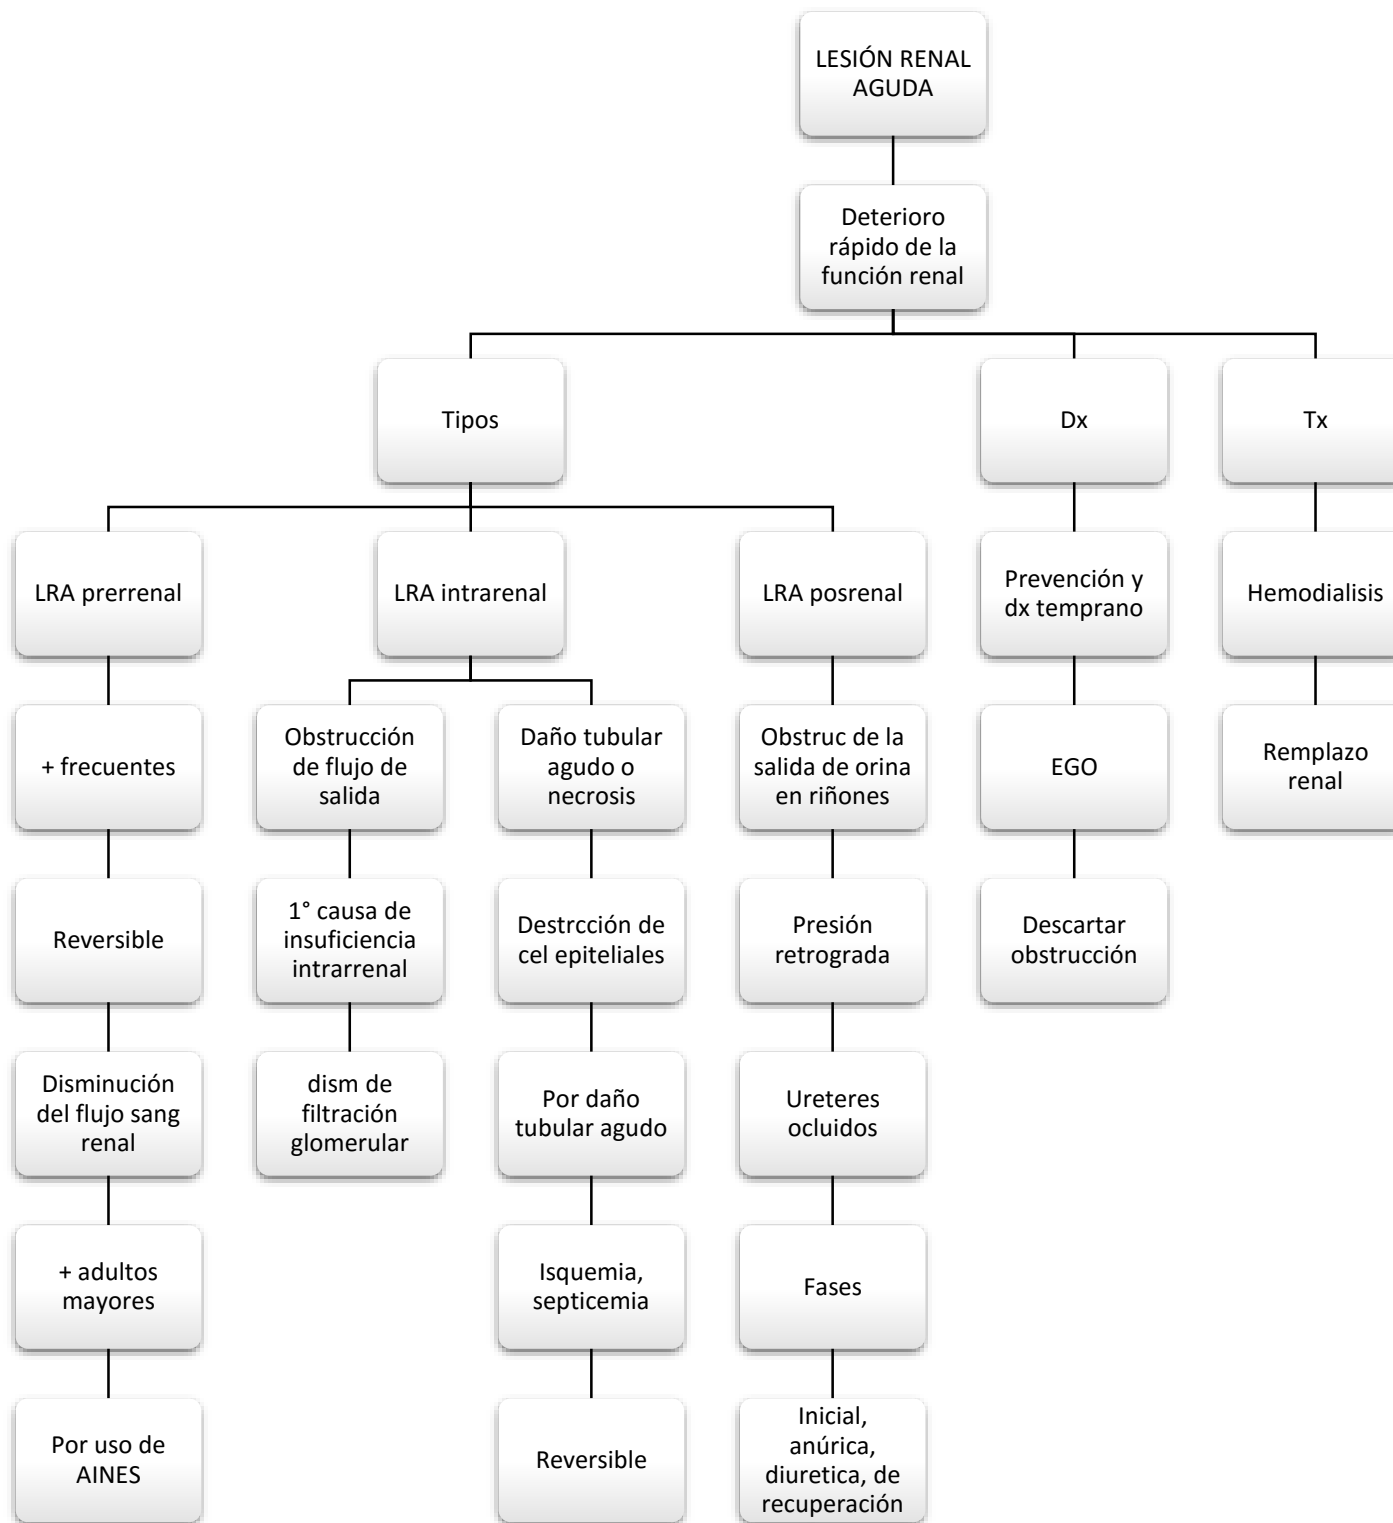 LESIÓN RENAL
AGUDA
Deterioro
rápido de la
función renal
Tipos
Dx
Tx
LRA prerrenal
LRA intrarenal
LRA posrenal
Prevención y
dx temprano
Hemodialisis
+ frecuentes
Obstrucción
de flujo de
salida
Daño tubular
agudo o
necrosis
Obstruc de la
salida de orina
en riñones
EGO
Remplazo
renal
Reversible
1° causa de
insuficiencia
intrarrenal
Destrcción de
cel epiteliales
Presión
retrograda
Descartar
obstrucción
Disminución
del flujo sang
renal
dism de
filtración
glomerular
Por daño
tubular agudo
Ureteres
ocluidos
+ adultos
mayores
Isquemia,
septicemia
Fases
Por uso de
AINES
Reversible
Inicial,
anúrica,
diuretica, de
recuperación